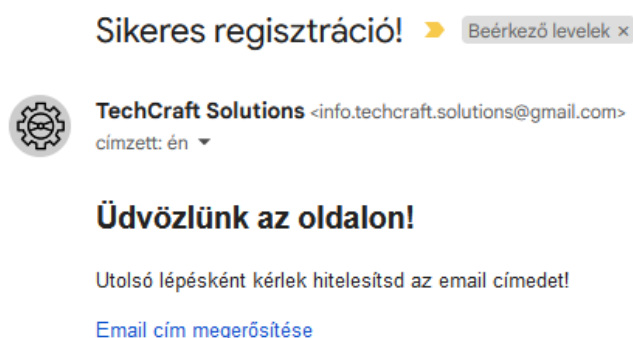 Sikeres regisztráció! Beérkező levelek ×
TechCraft Solutions <info.techcraft.solutions@gmail.com>
címzett: én
Üdvözlünk az oldalon!
Utolsó lépésként kérlek hitelesítsd az email címedet!
Email cím megerősítése